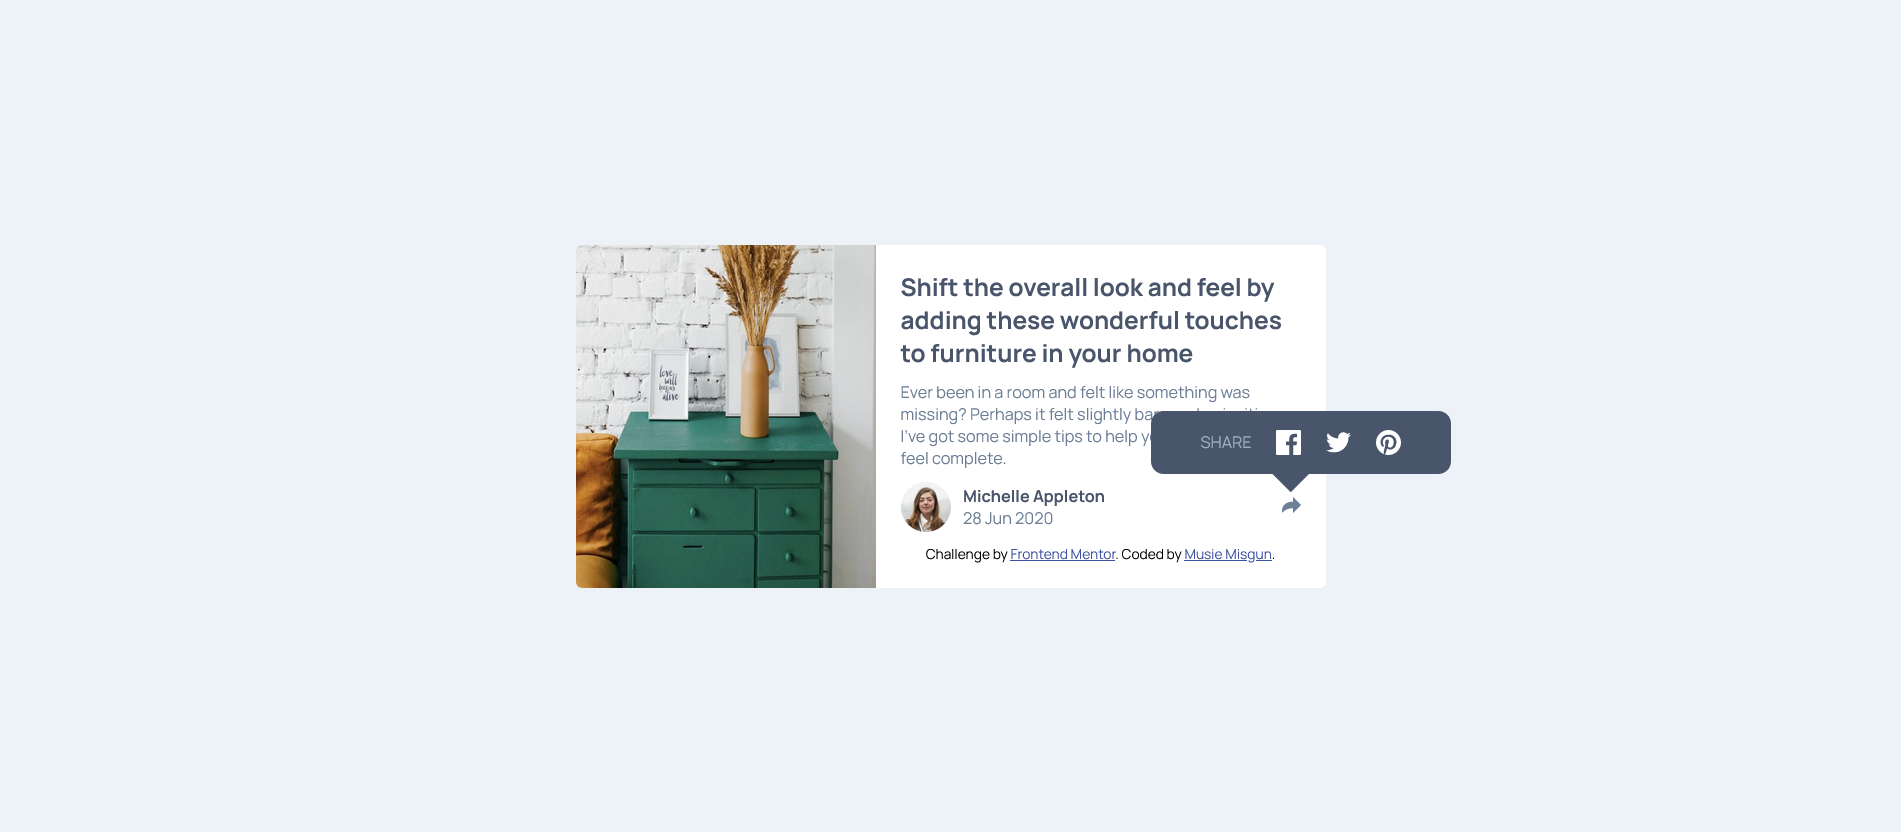 love
will
keep us
alive
Shift the overall look and feel by
adding these wonderful touches
to furniture in your home
Ever been in a room and felt like something was
missing? Perhaps it felt slightly
I've got some simple tips to help
feel complete.
SHARE
Michelle Appleton
28 Jun 2020
Challenge by Frontend Mentor. Coded by Musie Misgun.